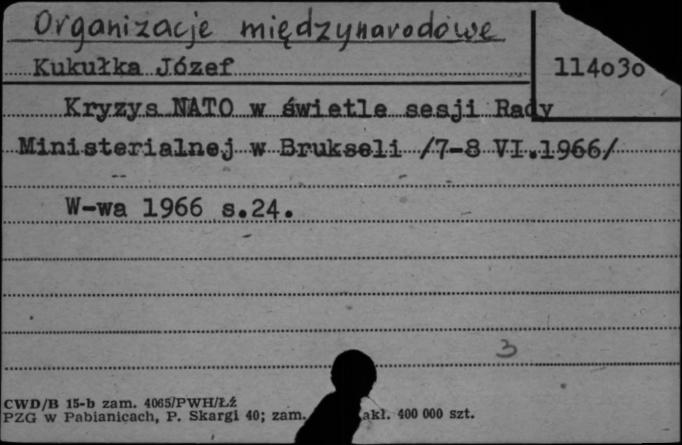 Organizacje międzynarodowe
Kukułka Józef
114o3o
Kryzys NATO w świetle sesji Rady
Ministerialnej w Brukseli /7-8 VI.1966/
W-wa 1966 s.24.
3
CWD/B 15-b zam. 4065/PWH/Łź
PZG w Pabianicach, P. Skargi 40; zam. akł. 400 000 szt.